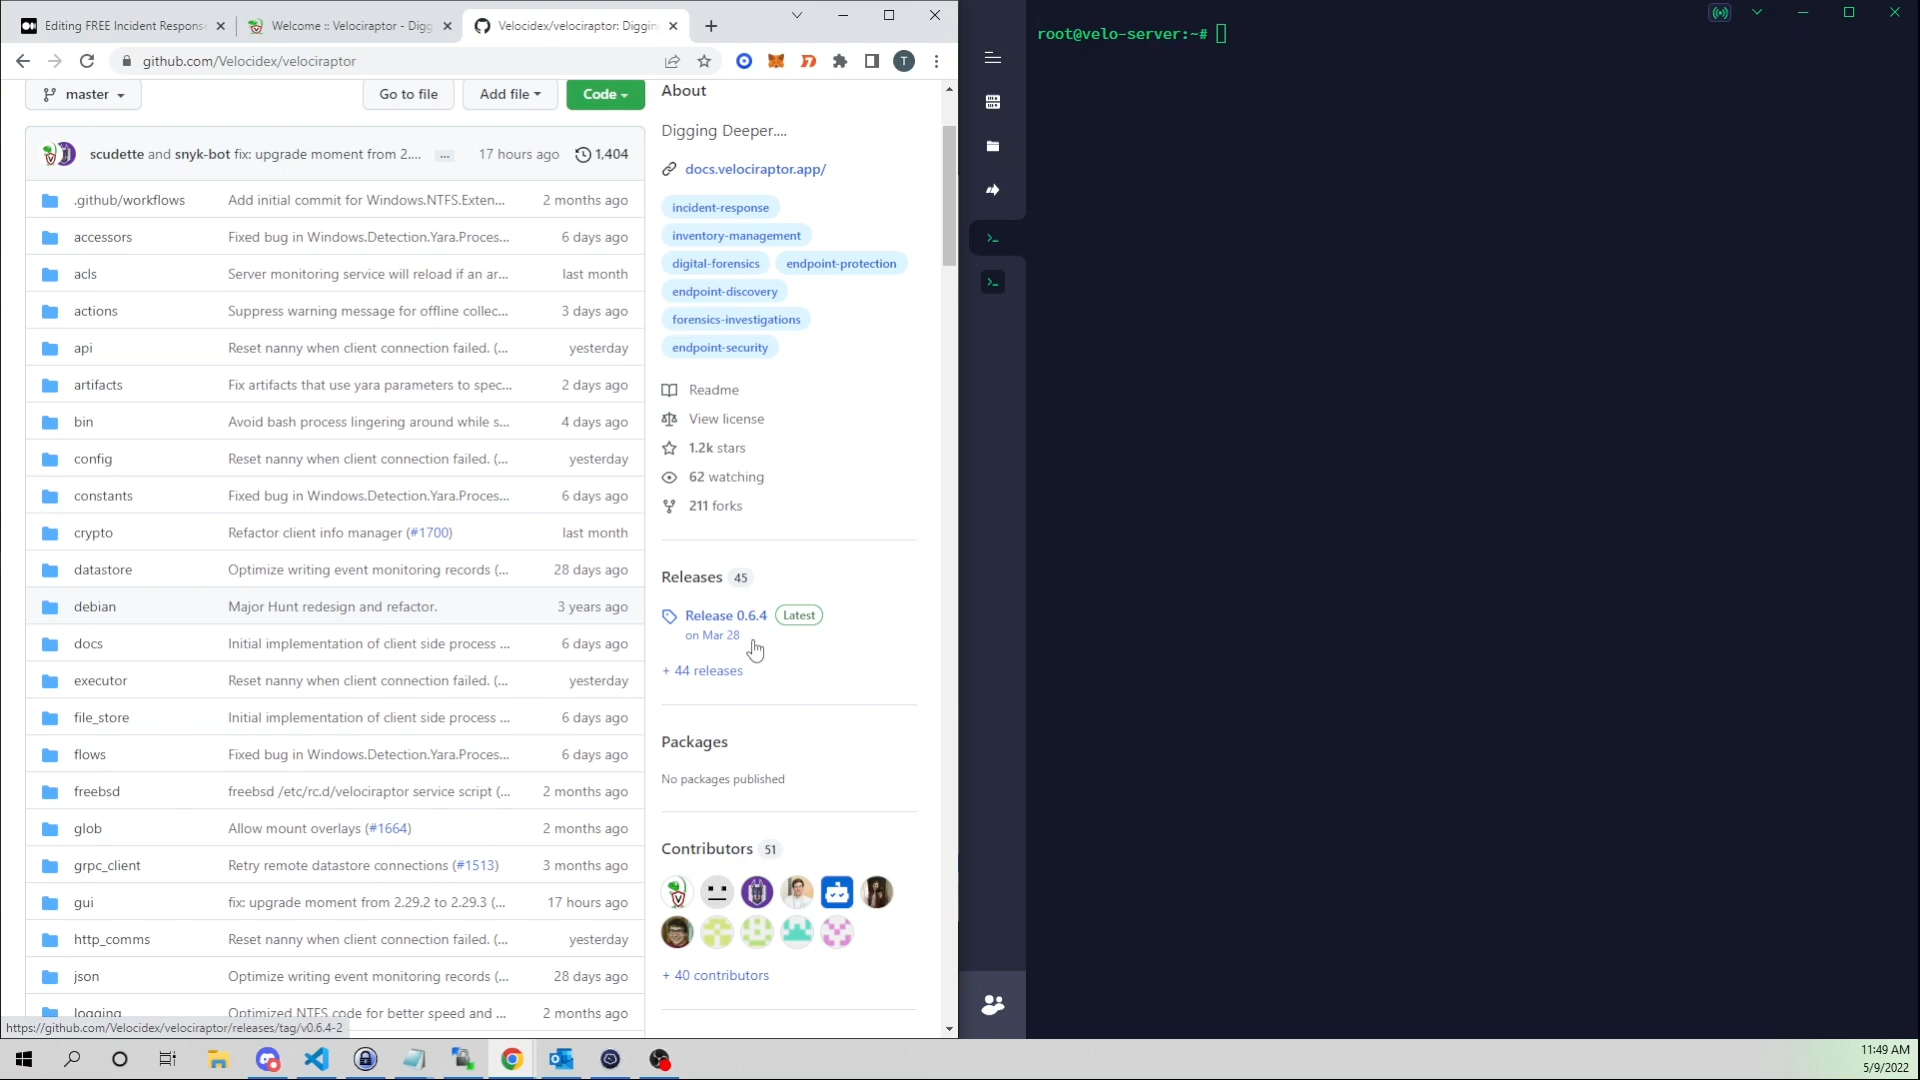 Editing FREE Incident Response
Welcome :: Velociraptor - Digg
Velocidex/velociraptor: Digging
github.com/Velocidex/velociraptor
T
master
Go to file
Add file
Code
scudette and snyk-bot fix: upgrade moment from 2.... ... 17 hours ago 1,404
.github/workflows Add initial commit for Windows.NTFS.Exten... 2 months ago
accessors Fixed bug in Windows.Detection.Yara.Proces... 6 days ago
acls Server monitoring service will reload if an ar... last month
actions Suppress warning message for offline collec... 3 days ago
api Reset nanny when client connection failed. (... yesterday
artifacts Fix artifacts that use yara parameters to spec... 2 days ago
bin Avoid bash process lingering around while s... 4 days ago
config Reset nanny when client connection failed. (... yesterday
constants Fixed bug in Windows.Detection.Yara.Proces... 6 days ago
crypto Refactor client info manager (#1700) last month
datastore Optimize writing event monitoring records (... 28 days ago
debian Major Hunt redesign and refactor. 3 years ago
docs Initial implementation of client side process ... 6 days ago
executor Reset nanny when client connection failed. (... yesterday
file_store Initial implementation of client side process ... 6 days ago
flows Fixed bug in Windows.Detection.Yara.Proces... 6 days ago
freebsd freebsd /etc/rc.d/velociraptor service script (... 2 months ago
glob Allow mount overlays (#1664) 2 months ago
grpc_client Retry remote datastore connections (#1513) 3 months ago
gui fix: upgrade moment from 2.29.2 to 2.29.3 (... 17 hours ago
http_comms Reset nanny when client connection failed. (... yesterday
json Optimize writing event monitoring records (... 28 days ago
logging Optimized NTFS code for better speed and ... 2 months ago
https://github.com/Velocidex/velociraptor/releases/tag/v0.6.4-2
About
Digging Deeper....
docs.velociraptor.app/
incident-response
inventory-management
digital-forensics endpoint-protection
endpoint-discovery
forensics-investigations
endpoint-security
Readme
View license
1.2k stars
62 watching
211 forks
Releases 45
Release 0.6.4 Latest
on Mar 28
+ 44 releases
Packages
No packages published
Contributors 51
+ 40 contributors
root@velo-server:~#
11:49 AM
5/9/2022